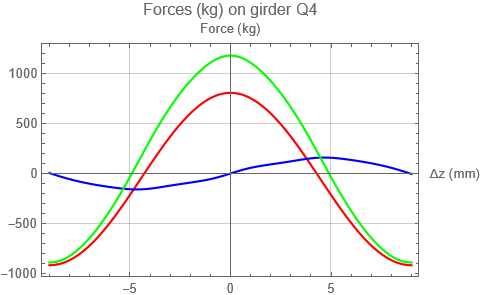 Forces (kg) on girder Q4
Force (kg)
1000
500
0
Δz (mm)
−500
−1000
−5 0 5